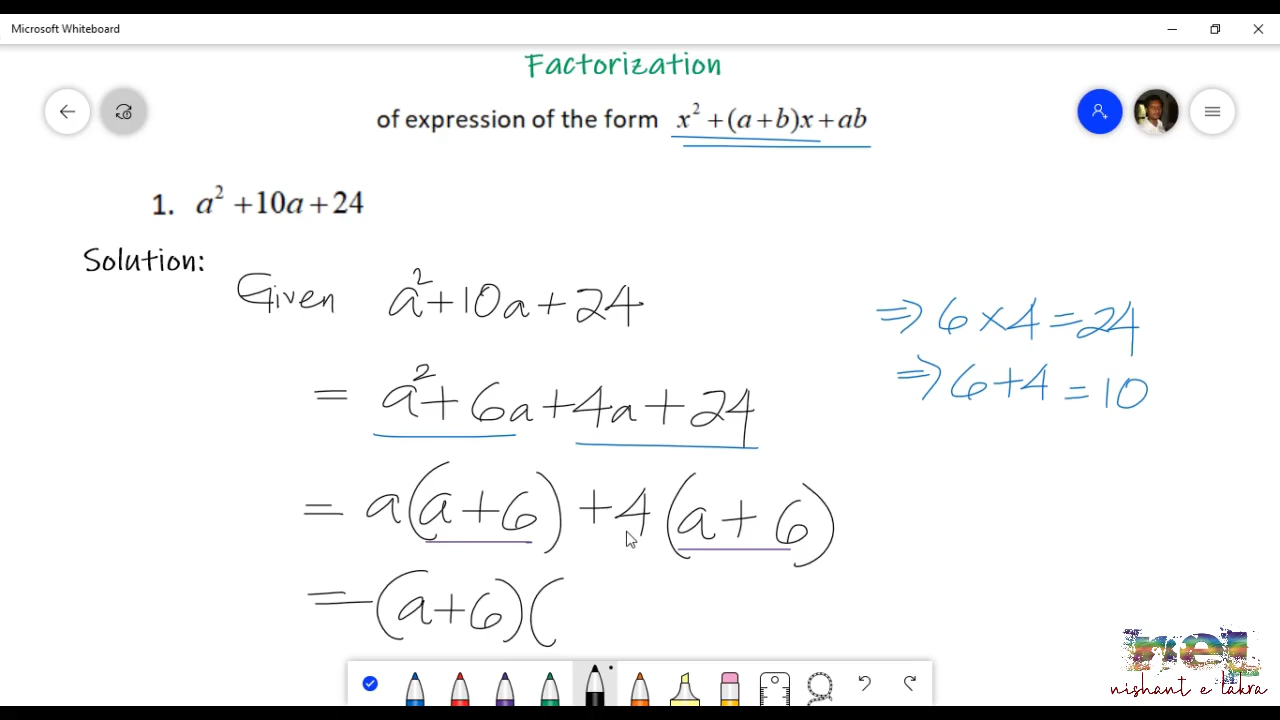 Microsoft Whiteboard
Factorization
of expression of the form x² + (a + b)x + ab
1. a² + 10a + 24
Solution:
Given a² + 10a + 24
⇒ 6 × 4 = 24
= a² + 6a + 4a + 24
⇒ 6 + 4 = 10
= a(a + 6) + 4(a + 6)
= (a + 6)(
nel
nishant e lakra